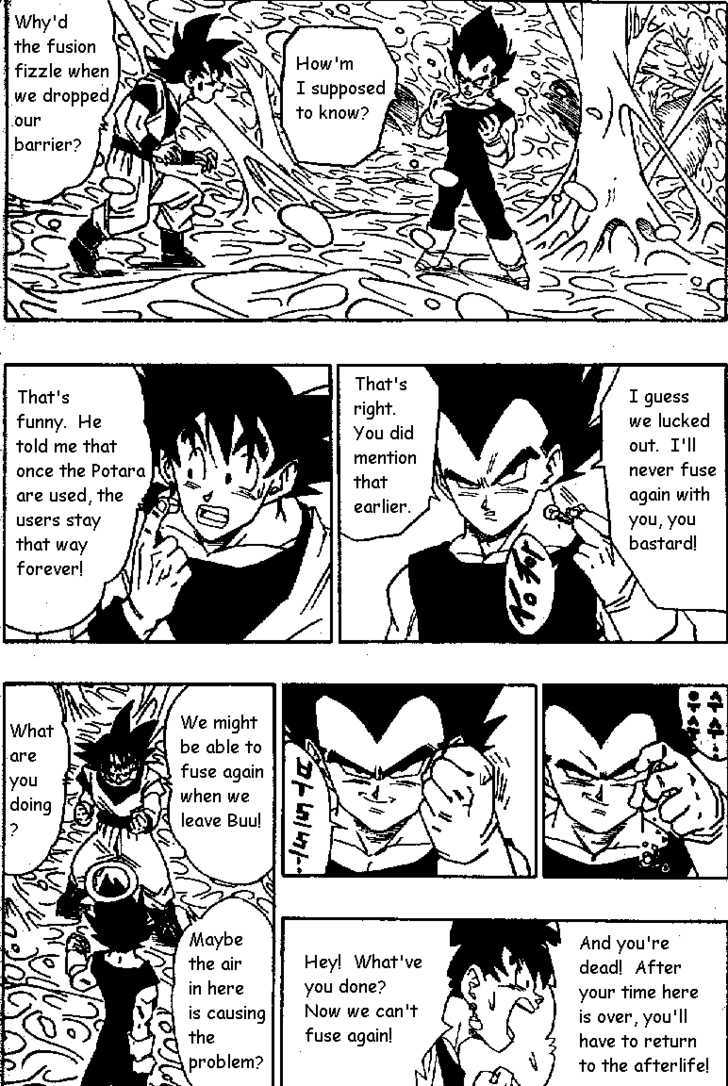 Why'd
the fusion
fizzle when
we dropped
our
barrier?
How'm
I supposed
to know?
That's
funny. He
told me that
once the Potara
are used, the
users stay
that way
forever!
That's
right.
You did
mention
that
earlier.
I guess
we lucked
out. I'll
never fuse
again with
you, you
bastard!
What
are
you
doing
?
We might
be able to
fuse again
when we
leave Buu!
Maybe
the air
in here
is causing
the
problem?
Hey! What've
you done?
Now we can't
fuse again!
And you're
dead! After
your time here
is over, you'll
have to return
to the afterlife!